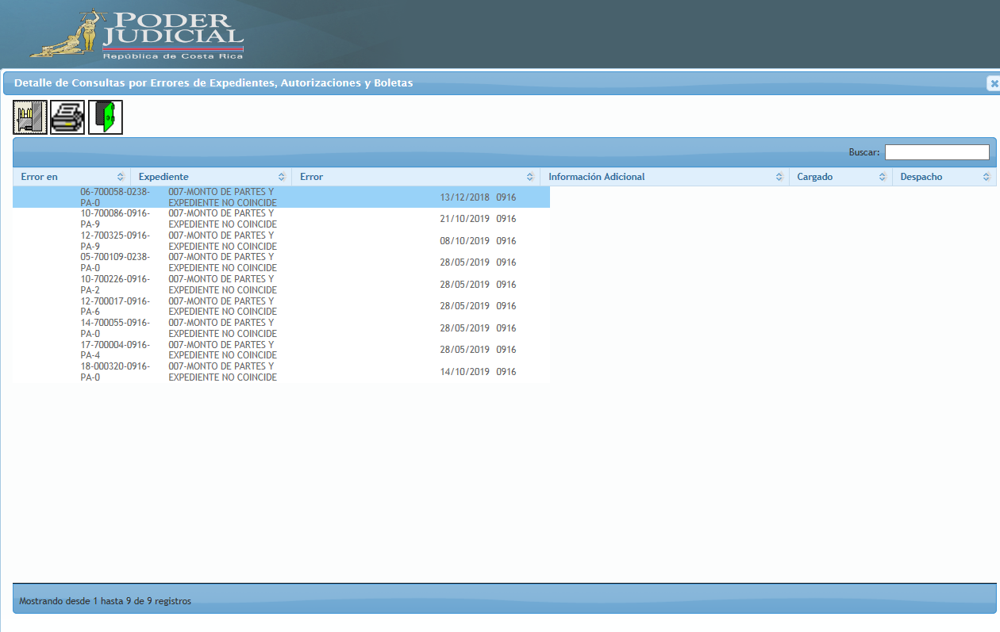 PODER
JUDICIAL
República de Costa Rica
Detalle de Consultas por Errores de Expedientes, Autorizaciones y Boletas
Buscar:
Error en Expediente Error Información Adicional Cargado Despacho
06-700058-0238- 007-MONTO DE PARTES Y
13/12/2018 0916
PA-0 EXPEDIENTE NO COINCIDE
10-700086-0916- 007-MONTO DE PARTES Y
21/10/2019 0916
PA-9 EXPEDIENTE NO COINCIDE
12-700325-0916- 007-MONTO DE PARTES Y
08/10/2019 0916
PA-9 EXPEDIENTE NO COINCIDE
05-700109-0238- 007-MONTO DE PARTES Y
28/05/2019 0916
PA-0 EXPEDIENTE NO COINCIDE
10-700226-0916- 007-MONTO DE PARTES Y
28/05/2019 0916
PA-2 EXPEDIENTE NO COINCIDE
12-700017-0916- 007-MONTO DE PARTES Y
28/05/2019 0916
PA-6 EXPEDIENTE NO COINCIDE
14-700055-0916- 007-MONTO DE PARTES Y
28/05/2019 0916
PA-0 EXPEDIENTE NO COINCIDE
17-700004-0916- 007-MONTO DE PARTES Y
28/05/2019 0916
PA-4 EXPEDIENTE NO COINCIDE
18-000320-0916- 007-MONTO DE PARTES Y
14/10/2019 0916
PA-0 EXPEDIENTE NO COINCIDE
Mostrando desde 1 hasta 9 de 9 registros